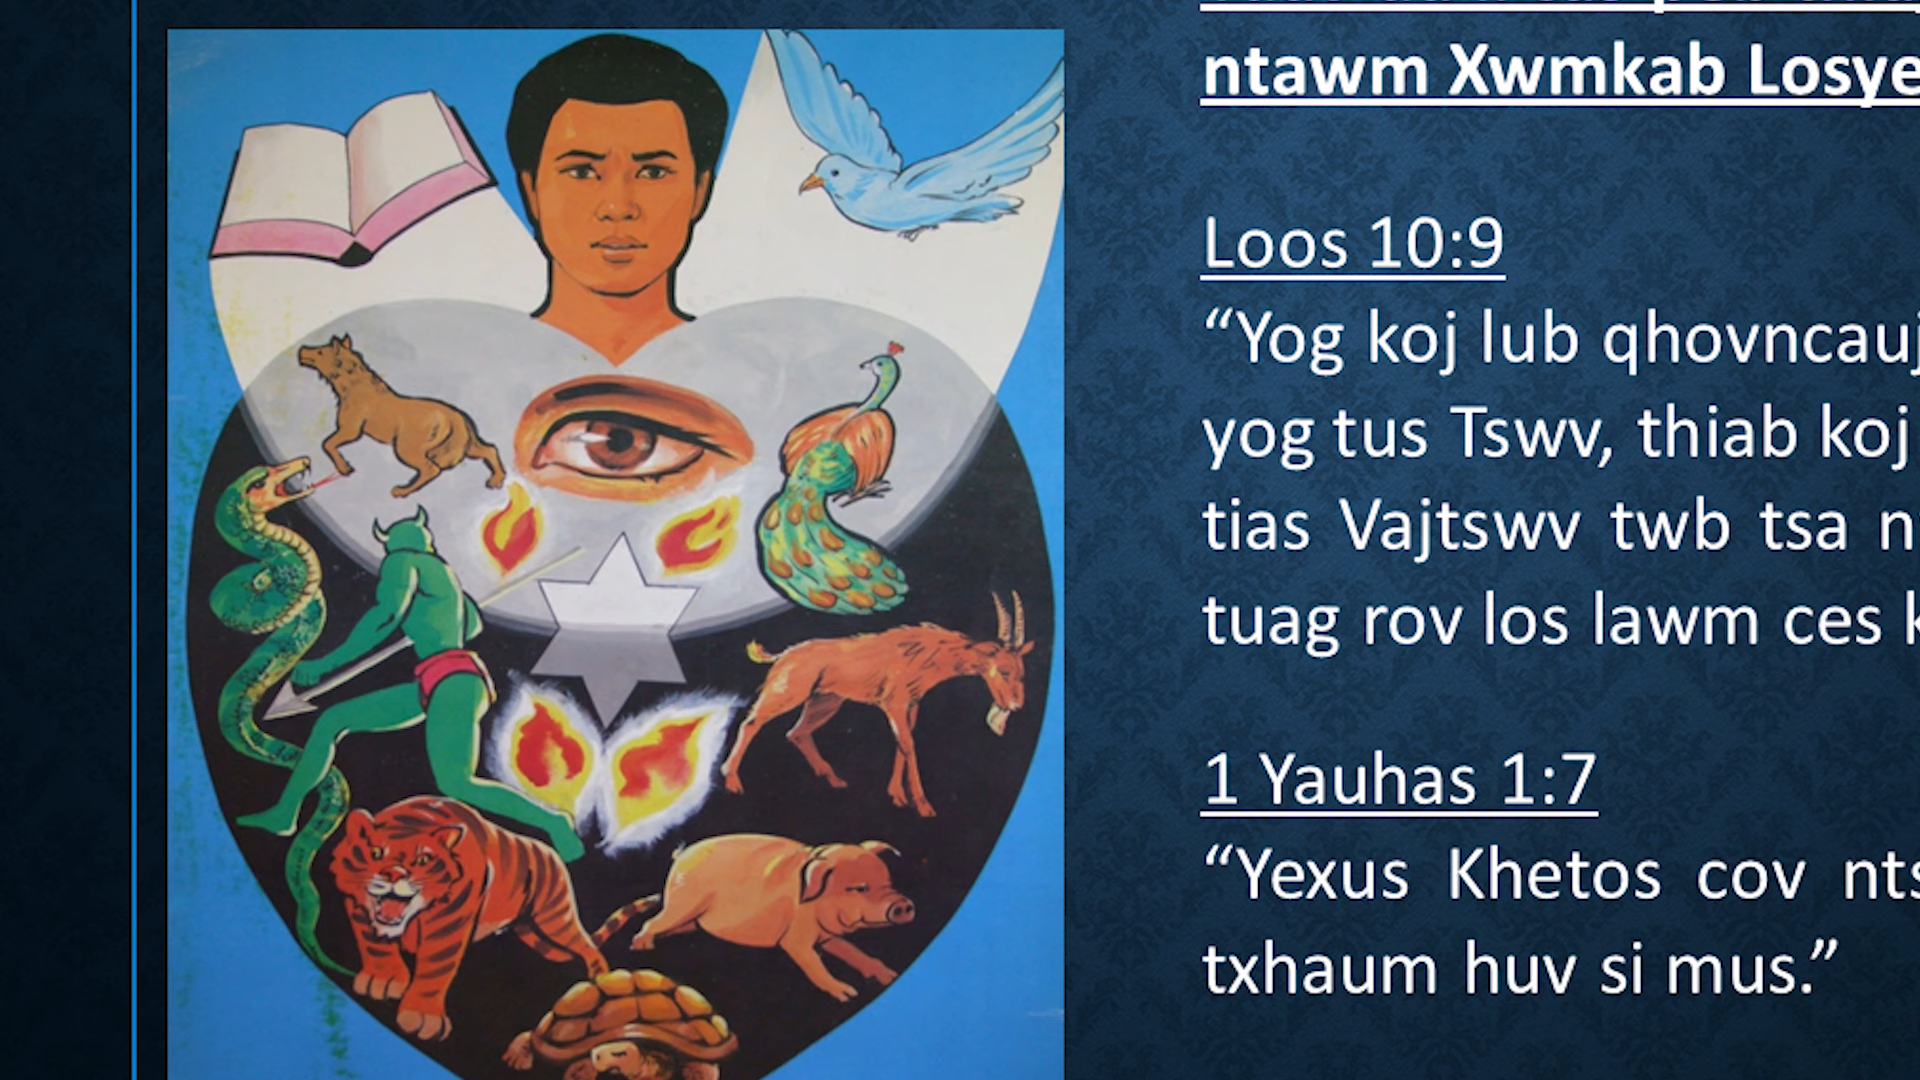 ntawm Xwmkab Losye
Loos 10:9
“Yog koj lub qhovncauj
yog tus Tswv, thiab koj
tias Vajtswv twb tsa n
tuag rov los lawm ces k
1 Yauhas 1:7
“Yexus Khetos cov nts
txhaum huv si mus.”